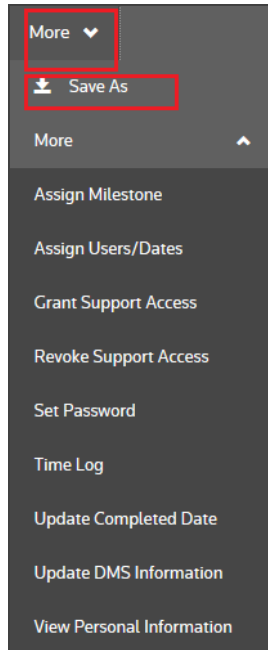 More
Save As
More
Assign Milestone
Assign Users/Dates
Grant Support Access
Revoke Support Access
Set Password
Time Log
Update Completed Date
Update DMS Information
View Personal Information